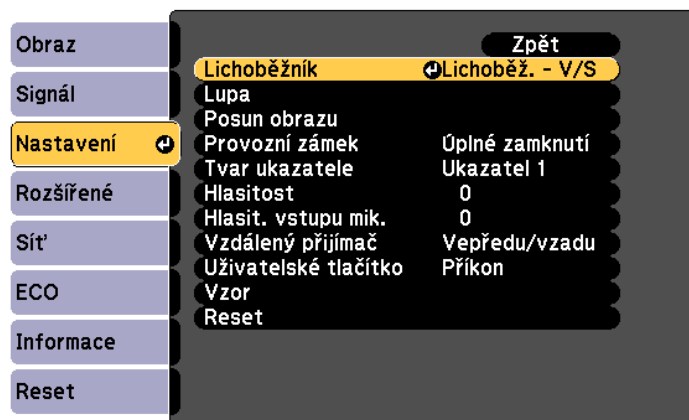 Obraz
Signál
Nastavení
Rozšířené
Síť
ECO
Informace
Reset
Zpět
Lichoběžník Lichoběž. - V/S
Lupa
Posun obrazu
Provozní zámek Úplné zamknutí
Tvar ukazatele Ukazatel 1
Hlasitost 0
Hlasit. vstupu mik. 0
Vzdálený přijímač Vepředu/vzadu
Uživatelské tlačítko Příkon
Vzor
Reset